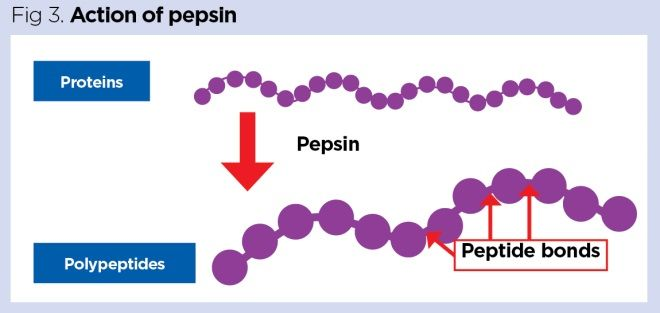 Fig 3. Action of pepsin
Proteins
Pepsin
Peptide bonds
Polypeptides